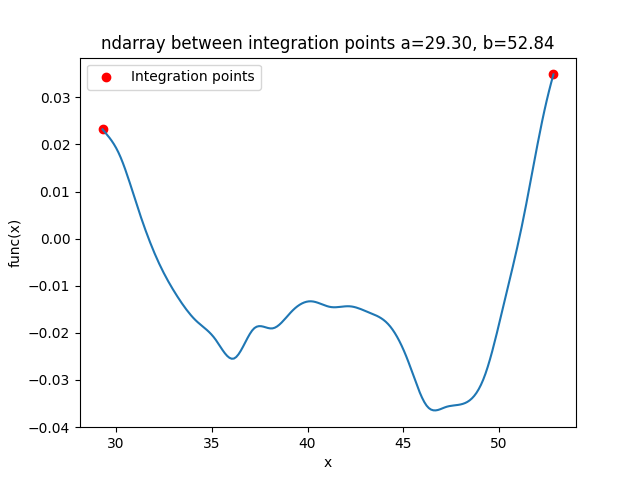 ndarray between integration points a=29.30, b=52.84
Integration points
func(x)
0.03
0.02
0.01
0.00
−0.01
−0.02
−0.03
−0.04
30 35 40 45 50
x